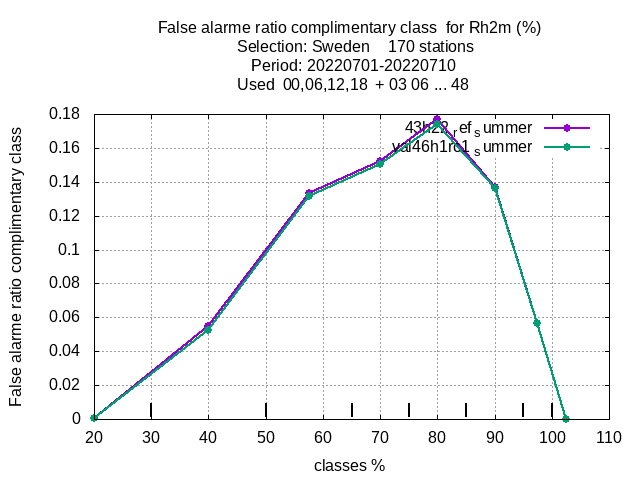 False alarme ratio complimentary class  for Rh2m (%)
Selection: Sweden    170 stations
Period: 20220701-20220710
Used  00,06,12,18  + 03 06 ... 48
False alarme ratio complimentary class
0.18
0.16
0.14
0.12
0.1
0.08
0.06
0.04
0.02
0
43h22_ref_summer
val46h1rc1_summer
20 30 40 50 60 70 80 90 100 110
classes %